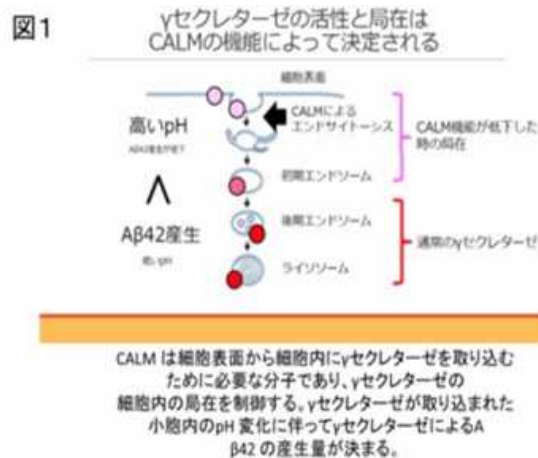 図1
γセクレターゼの活性と局在は
CALMの機能によって決定される
細胞表面
高いpH
CALMによる
エンドサイトーシス
CALM機能が低下した
時の局在
初期エンドソーム
∧
Aβ42産生
低いpH
後期エンドソーム
通常のγセクレターゼ
ライソソーム
CALM は細胞表面から細胞内にγセクレターゼを取り込む
ために必要な分子であり、γセクレターゼの
細胞内の局在を制御する。γセクレターゼが取り込まれた
小胞内のpH 変化に伴ってγセクレターゼによるA
β42 の産生量が決まる。